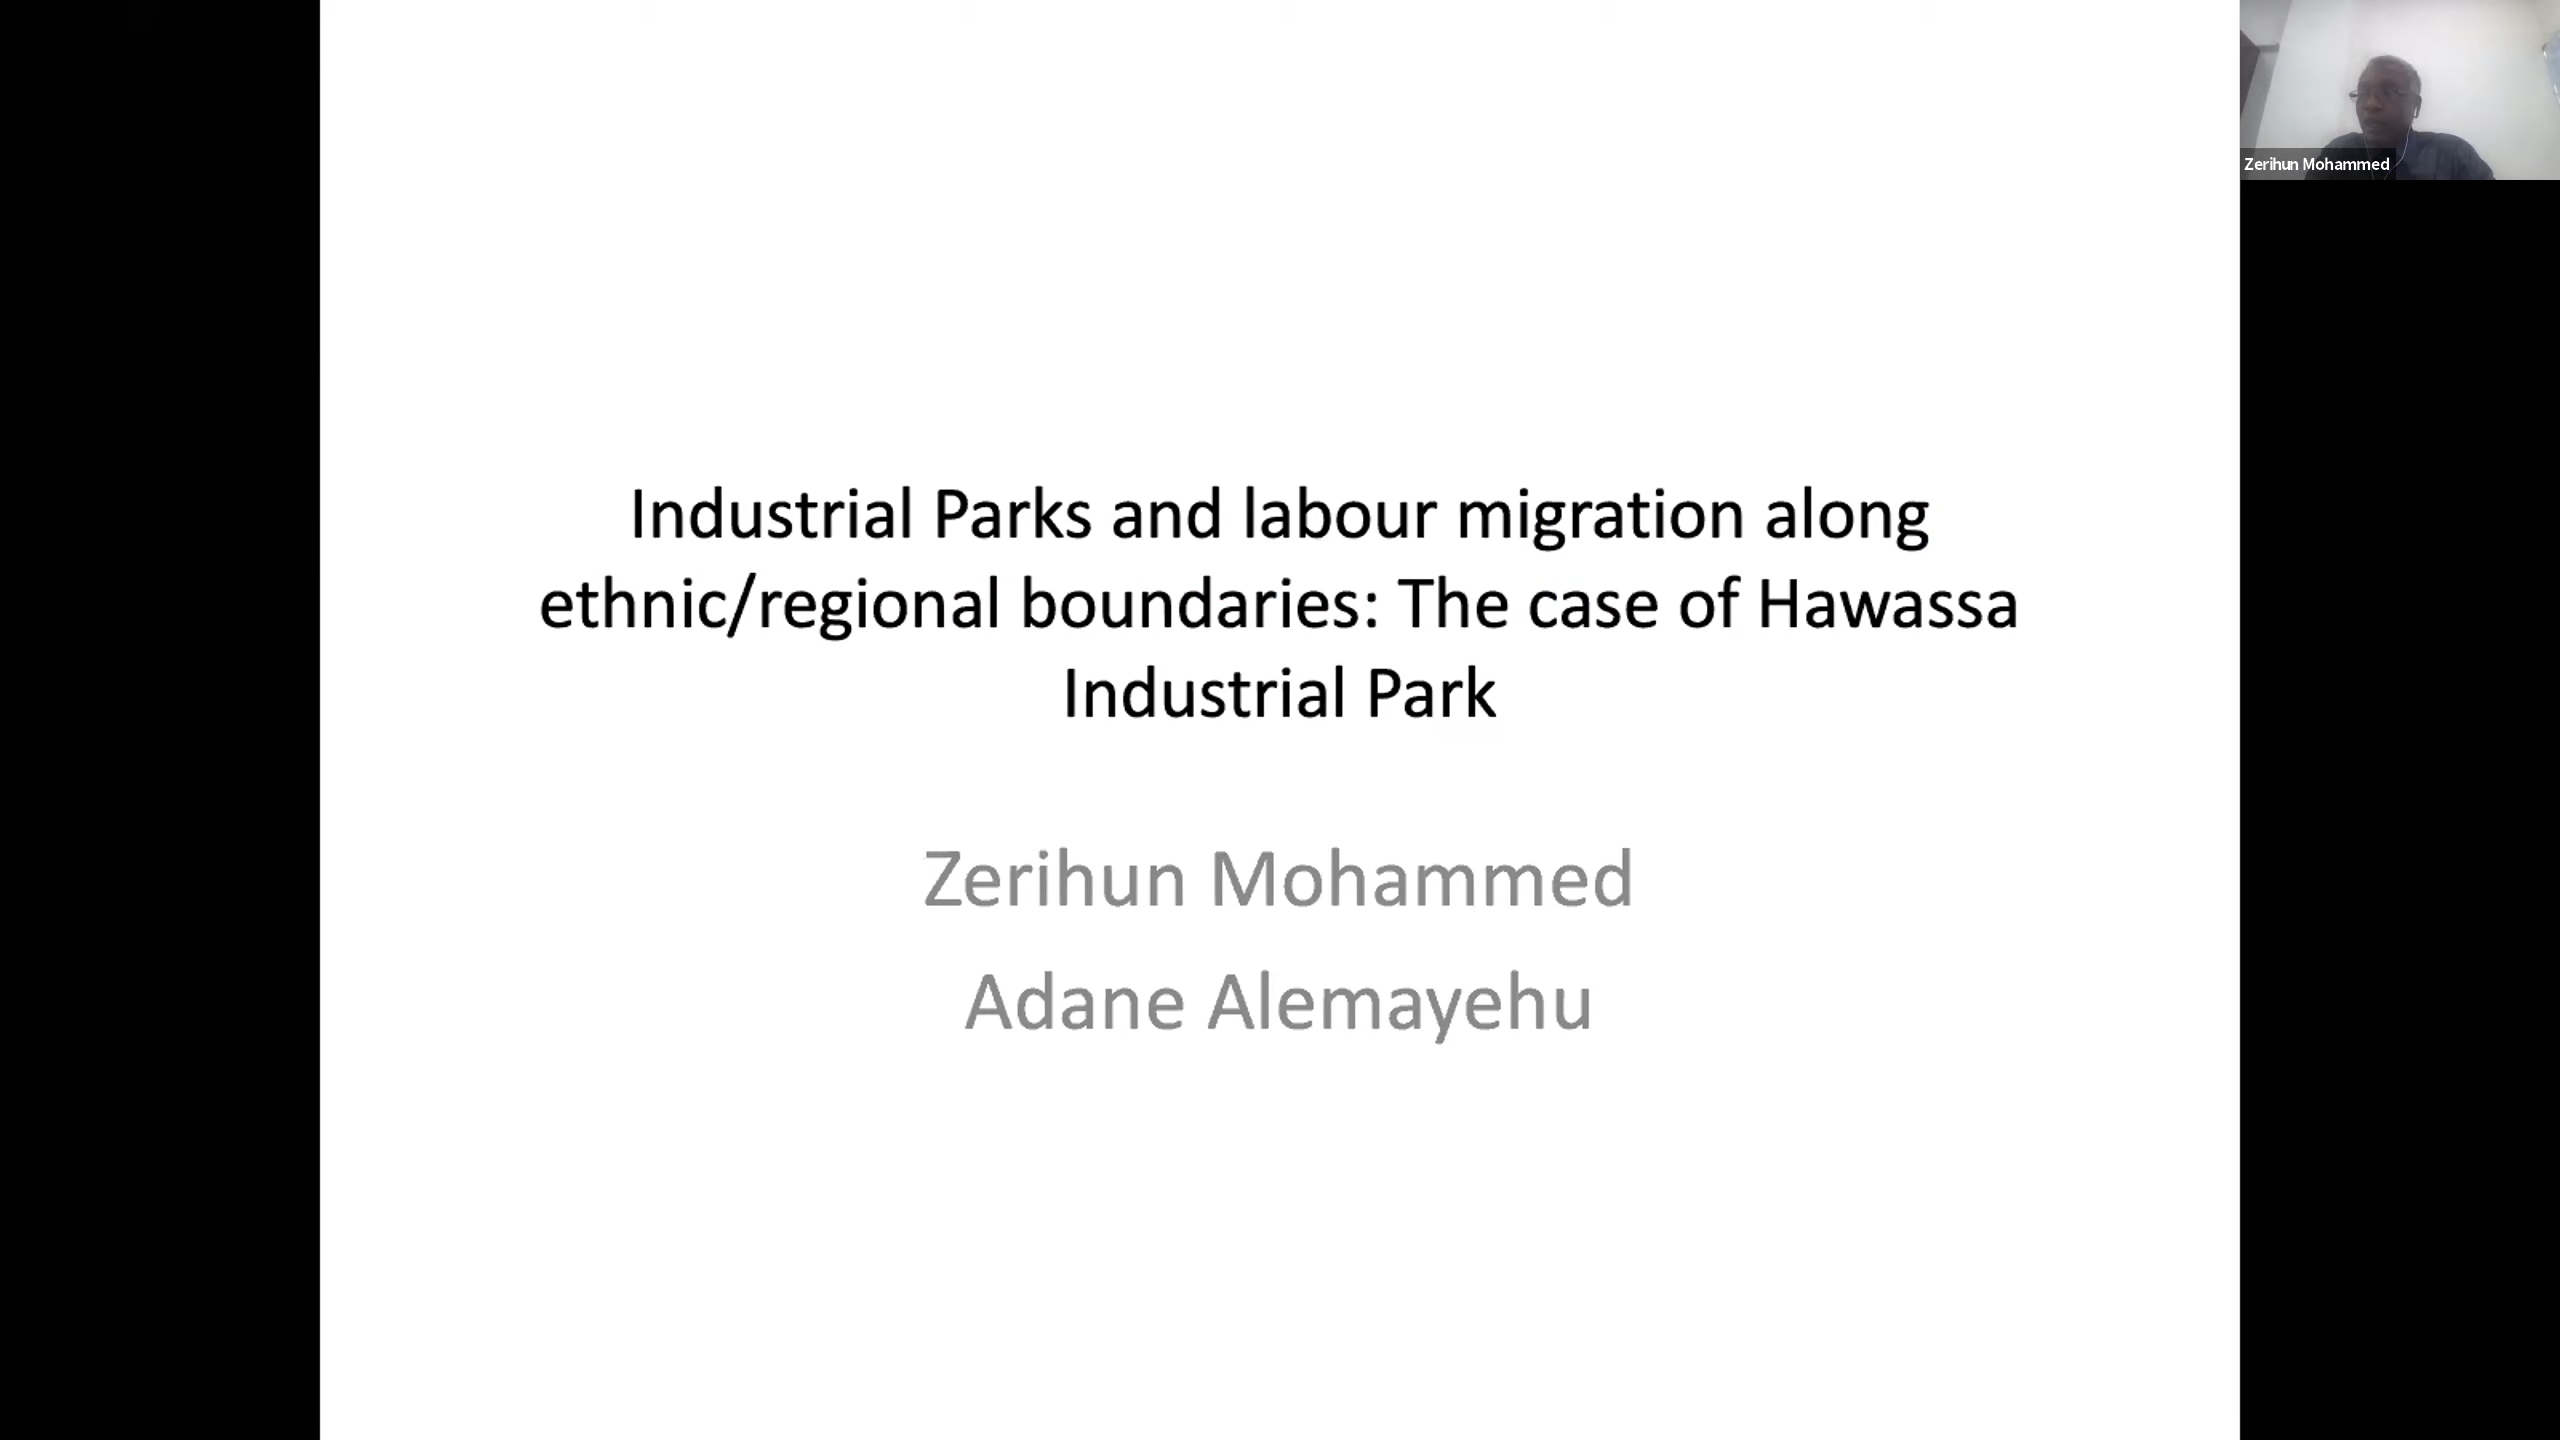 Industrial Parks and labour migration along
ethnic/regional boundaries: The case of Hawassa
Industrial Park
Zerihun Mohammed
Adane Alemayehu
Zerihun Mohammed